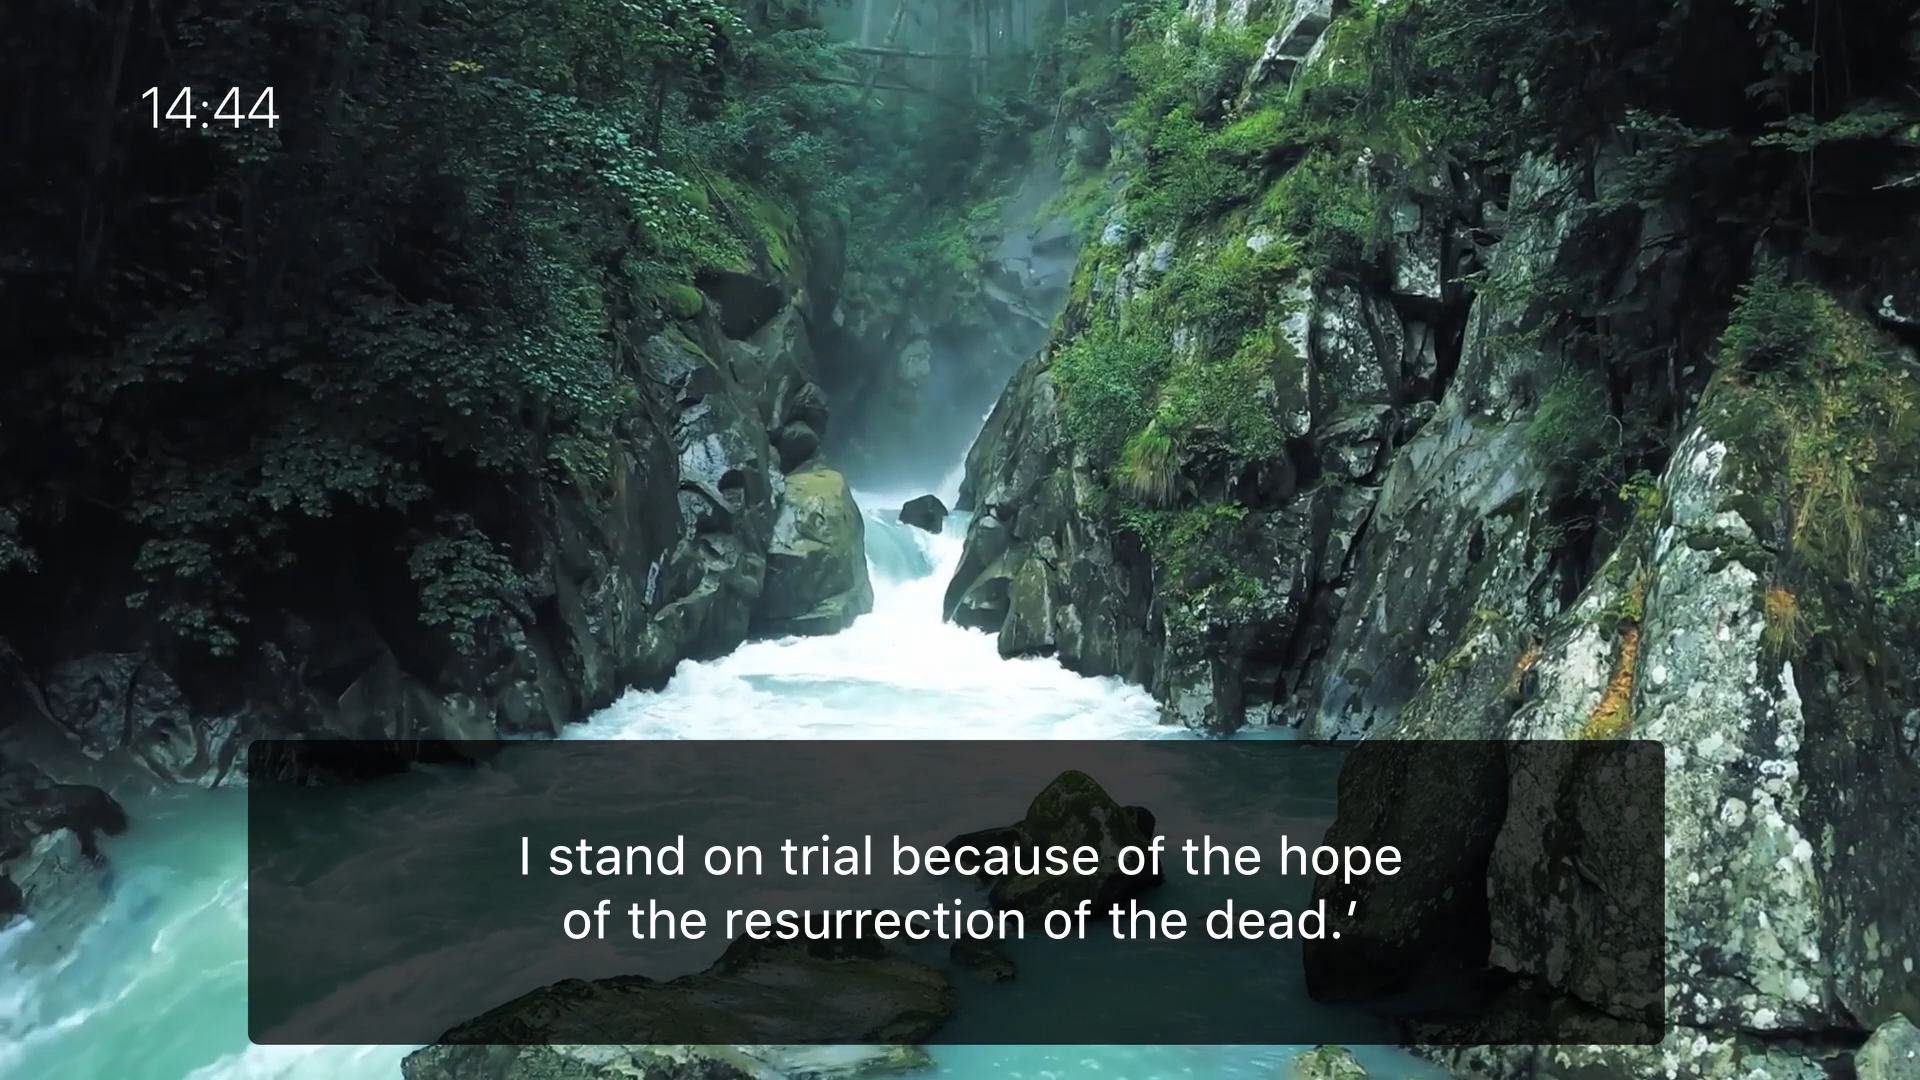 14:44
I stand on trial because of the hope
of the resurrection of the dead.’